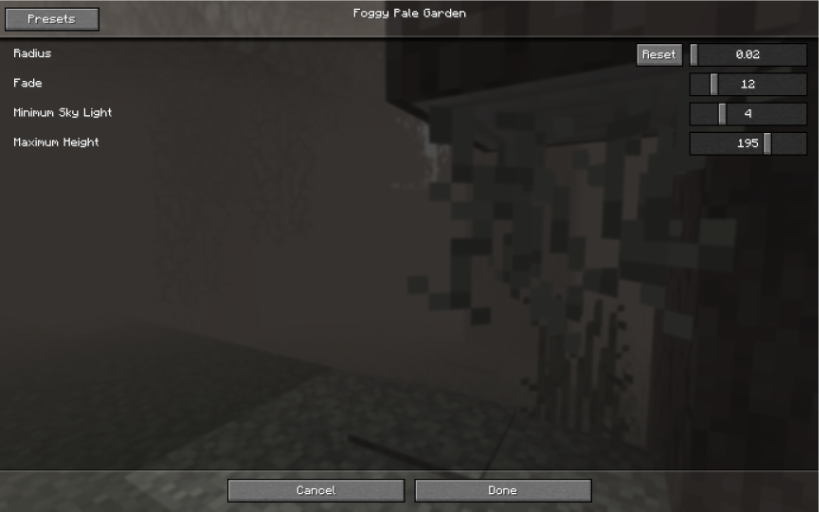 Presets
Foggy Pale Garden
Radius
Reset
0.02
Fade
12
Minimum Sky Light
4
Maximum Height
195
Cancel
Done